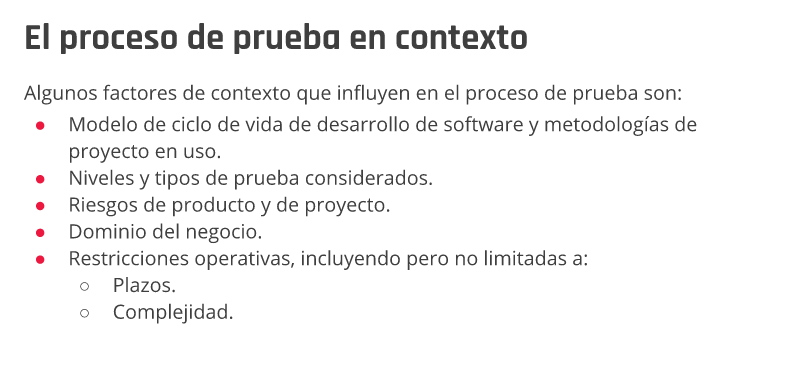 El proceso de prueba en contexto
Algunos factores de contexto que influyen en el proceso de prueba son:
● Modelo de ciclo de vida de desarrollo de software y metodologías de
proyecto en uso.
● Niveles y tipos de prueba considerados.
● Riesgos de producto y de proyecto.
● Dominio del negocio.
● Restricciones operativas, incluyendo pero no limitadas a:
○ Plazos.
○ Complejidad.